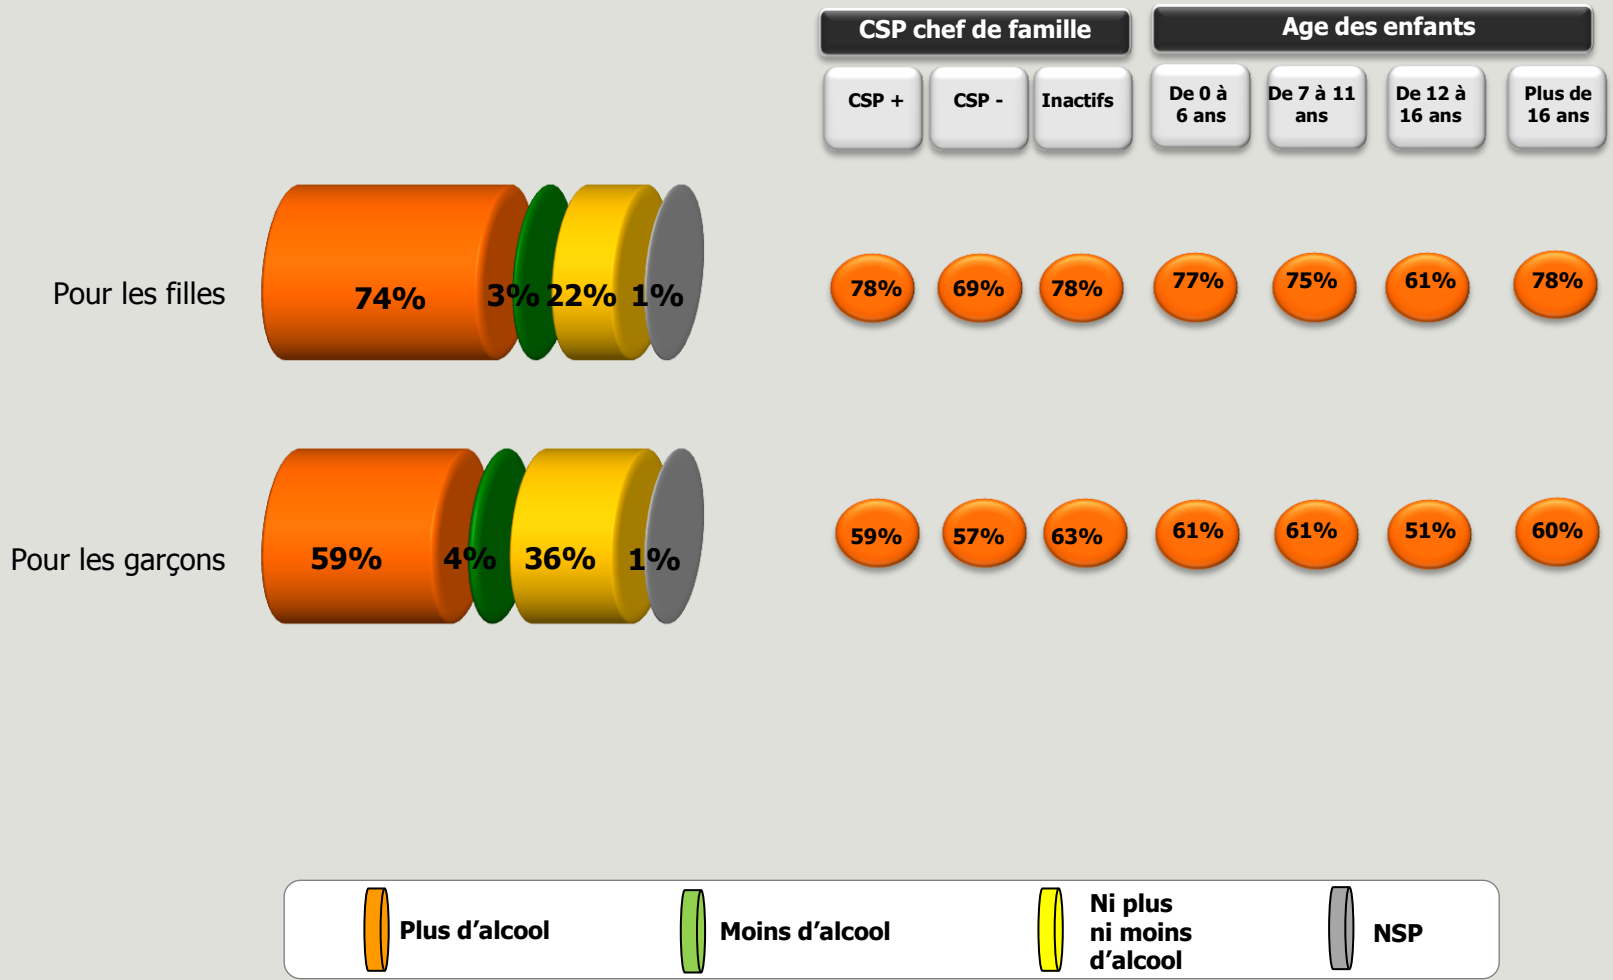 CSP chef de famille
Age des enfants
CSP +
CSP -
Inactifs
De 0 à
6 ans
De 7 à 11
ans
De 12 à
16 ans
Plus de
16 ans
Pour les filles
74%
3%
22%
1%
78%
69%
78%
77%
75%
61%
78%
Pour les garçons
59%
4%
36%
1%
59%
57%
63%
61%
61%
51%
60%
Plus d’alcool
Moins d’alcool
Ni plus
ni moins
d’alcool
NSP